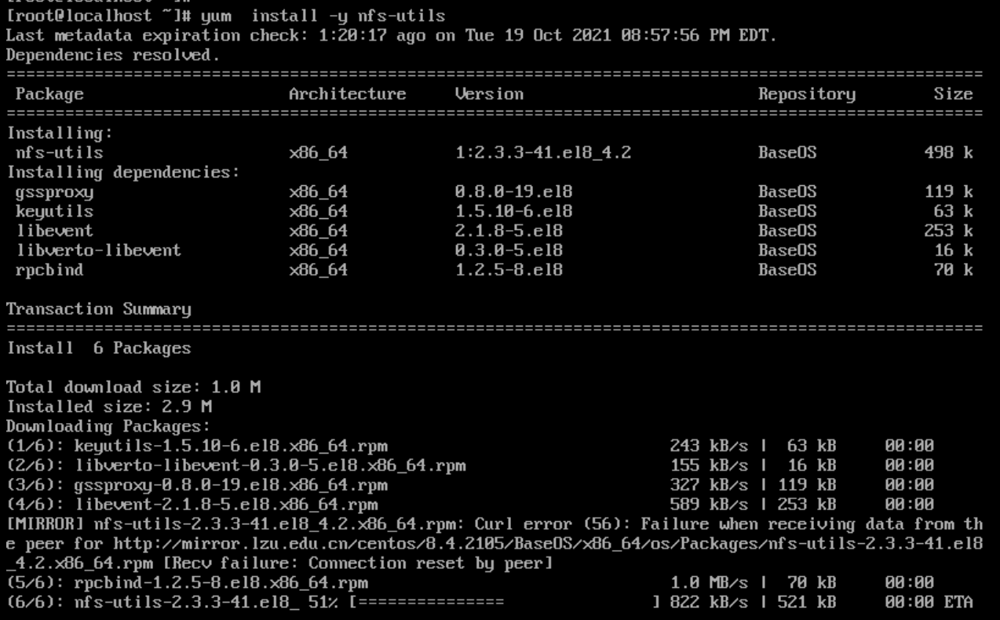 [root@localhost ~]# yum  install -y nfs-utils
Last metadata expiration check: 1:20:17 ago on Tue 19 Oct 2021 08:57:56 PM EDT.
Dependencies resolved.
====================================================================================================
 Package                     Architecture     Version                        Repository        Size
====================================================================================================
Installing:
 nfs-utils                   x86_64           1:2.3.3-41.el8_4.2             BaseOS           498 k
Installing dependencies:
 gssproxy                    x86_64           0.8.0-19.el8                   BaseOS           119 k
 keyutils                    x86_64           1.5.10-6.el8                   BaseOS            63 k
 libevent                    x86_64           2.1.8-5.el8                    BaseOS           253 k
 libverto-libevent           x86_64           0.3.0-5.el8                    BaseOS            16 k
 rpcbind                     x86_64           1.2.5-8.el8                    BaseOS            70 k
Transaction Summary
====================================================================================================
Install  6 Packages
Total download size: 1.0 M
Installed size: 2.9 M
Downloading Packages:
(1/6): keyutils-1.5.10-6.el8.x86_64.rpm                             243 kB/s |  63 kB     00:00
(2/6): libverto-libevent-0.3.0-5.el8.x86_64.rpm                     155 kB/s |  16 kB     00:00
(3/6): gssproxy-0.8.0-19.el8.x86_64.rpm                             327 kB/s | 119 kB     00:00
(4/6): libevent-2.1.8-5.el8.x86_64.rpm                              589 kB/s | 253 kB     00:00
[MIRROR] nfs-utils-2.3.3-41.el8_4.2.x86_64.rpm: Curl error (56): Failure when receiving data from th
e peer for http://mirror.lzu.edu.cn/centos/8.4.2105/BaseOS/x86_64/os/Packages/nfs-utils-2.3.3-41.el8
_4.2.x86_64.rpm [Recv failure: Connection reset by peer]
(5/6): rpcbind-1.2.5-8.el8.x86_64.rpm                               1.0 MB/s |  70 kB     00:00
(6/6): nfs-utils-2.3.3-41.el8_ 51% [===============               ] 822 kB/s | 521 kB     00:00 ETA